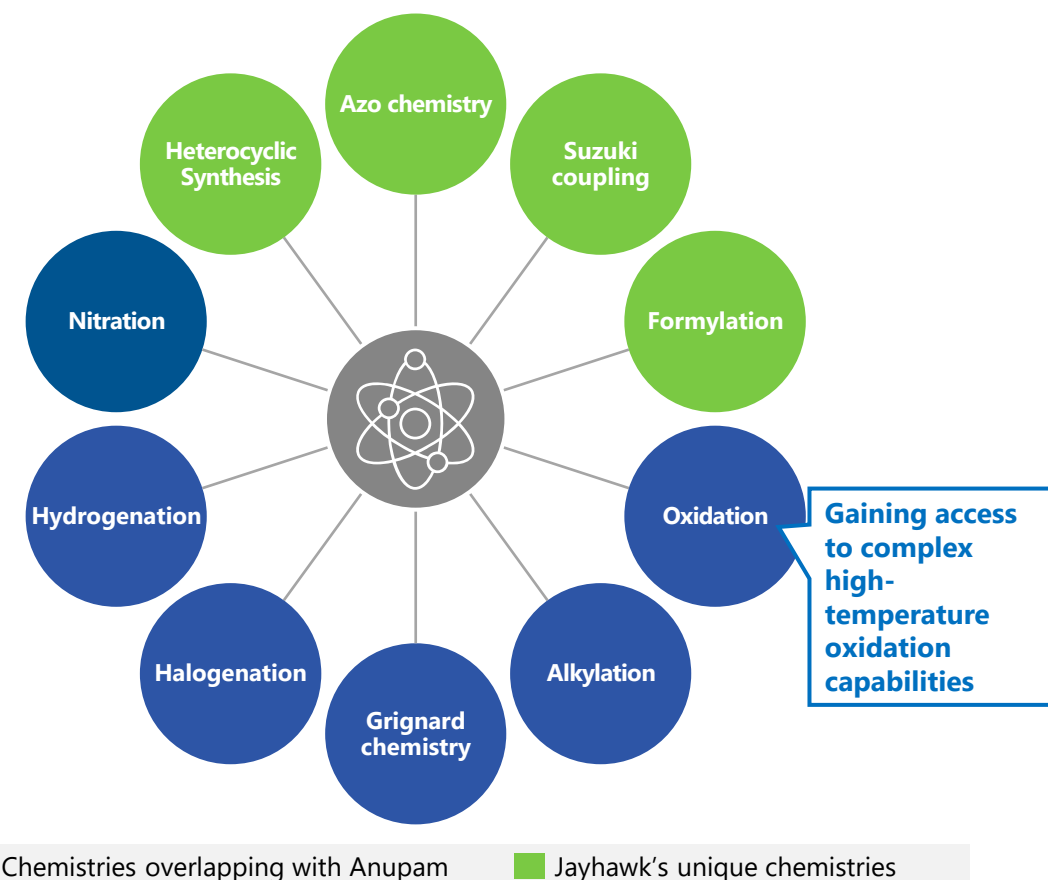 Azo chemistry
Heterocyclic
Synthesis
Suzuki
coupling
Nitration
Formylation
Hydrogenation
Oxidation
Gaining access
to complex
high-
temperature
oxidation
capabilities
Halogenation
Alkylation
Grignard
chemistry
Chemistries overlapping with Anupam
Jayhawk's unique chemistries